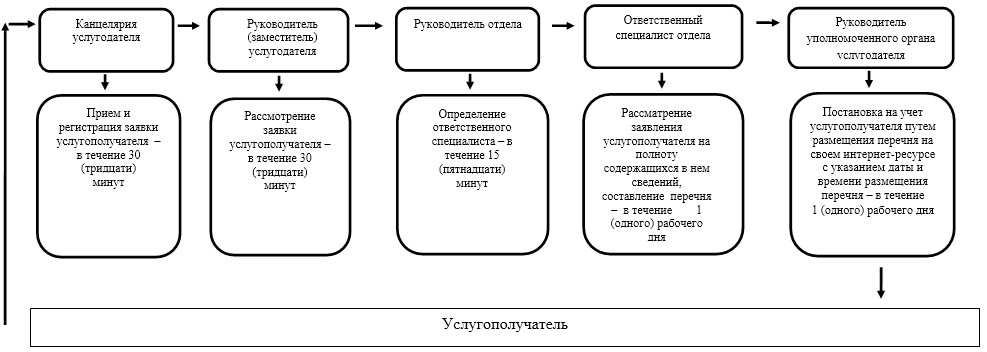 Канцелярия
услугодателя
Руководитель
(заместитель)
услугодателя
Руководитель отдела
Ответственный
специалист отдела
Руководитель
уполномоченного органа
услугодателя
Прием и
регистрация заявки
услугополучателя –
в течение 30
(тридцати)
минут
Рассмотрение
заявки
услугополучателя –
в течение 30
(тридцати)
минут
Определение
ответственного
специалиста – в
течение 15
(пятнадцати)
минут
Рассматрение
заявления
услугополучателя на
полноту
содержащихся в нем
сведений,
составление перечня
– в течение 1
(одного) рабочего
дня
Постановка на учет
услугополучателя путем
размещения перечня на
своем интернет-ресурсе
с указанием даты и
времени размещения
перечня – в течение
1 (одного) рабочего дня
Услугополучатель